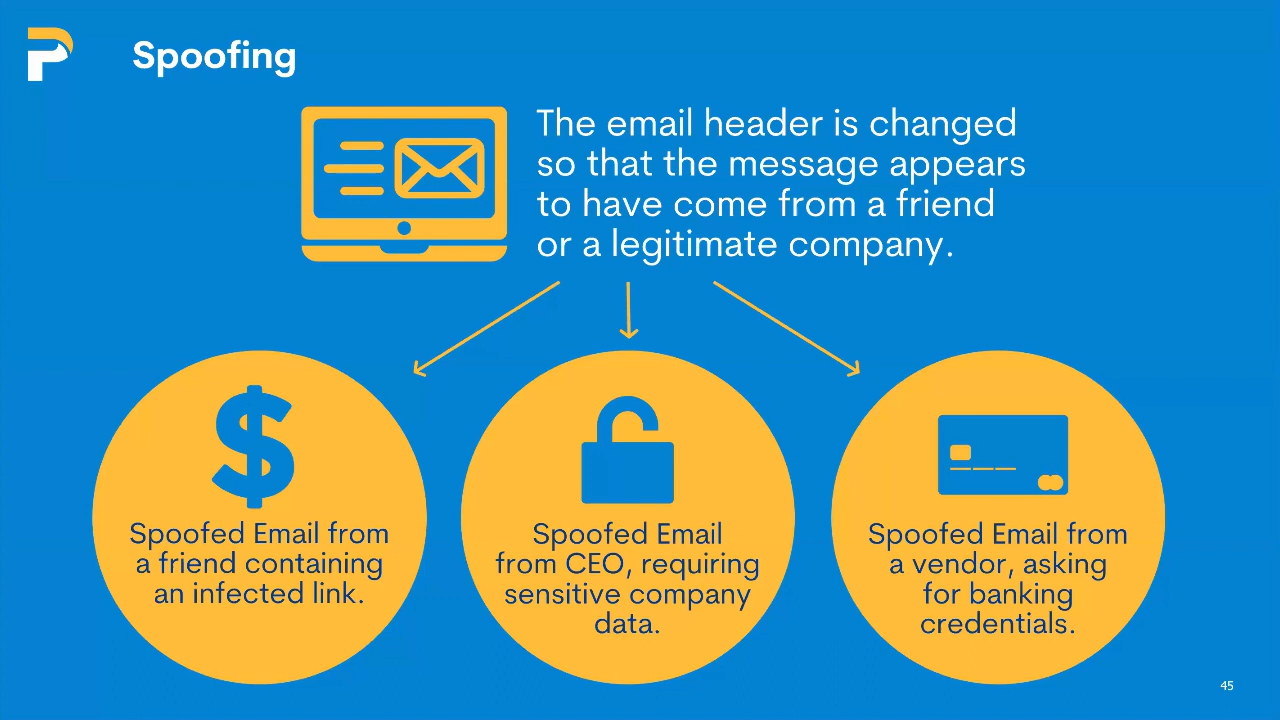 Spoofing
The email header is changed
so that the message appears
to have come from a friend
or a legitimate company.
Spoofed Email from
a friend containing
an infected link.
Spoofed Email
from CEO, requiring
sensitive company
data.
Spoofed Email from
a vendor, asking
for banking
credentials.
45